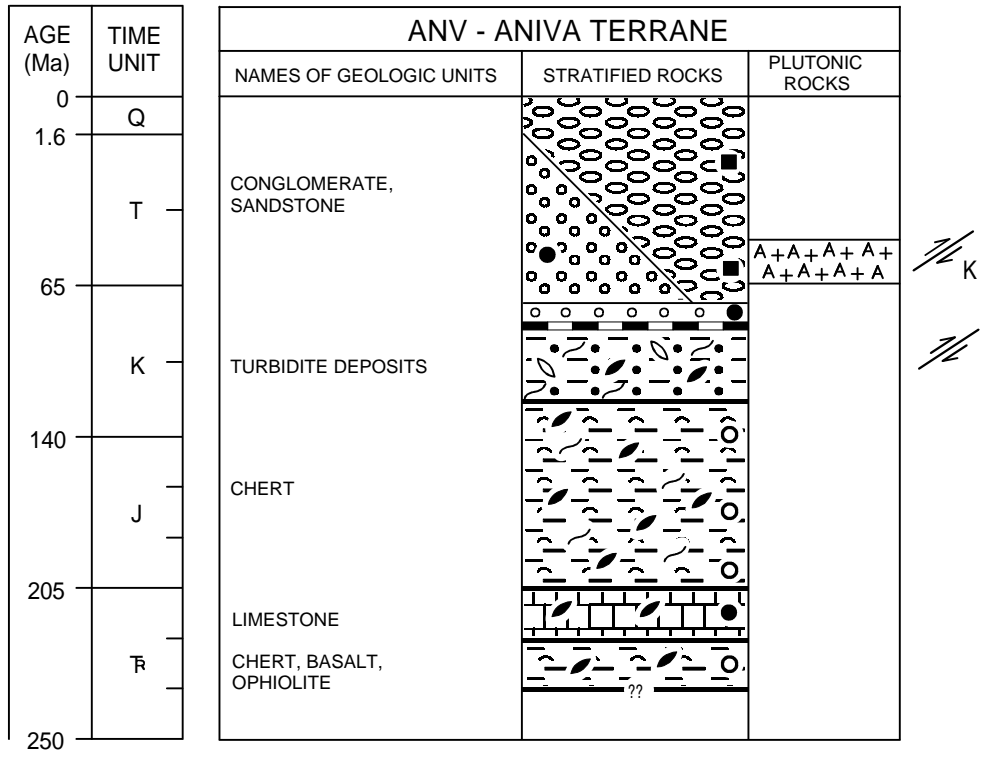 AGE
(Ma)
TIME
UNIT
ANV - ANIVA TERRANE
NAMES OF GEOLOGIC UNITS
STRATIFIED ROCKS
PLUTONIC
ROCKS
0
Q
1.6
T
CONGLOMERATE,
SANDSTONE
A+A+ A+ A+
A+A+A+ A
K
65
K
TURBIDITE DEPOSITS
140
J
CHERT
205
LIMESTONE
TR
CHERT, BASALT,
OPHIOLITE
??
250